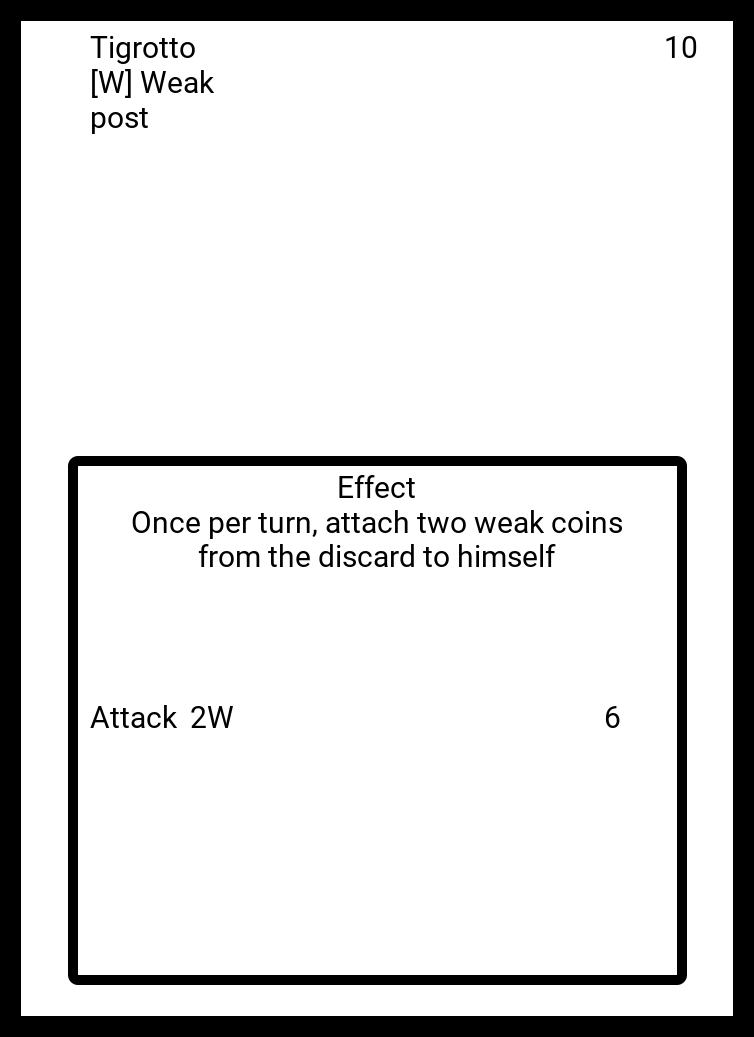 Tigrotto 10
[W] Weak
post
Effect
Once per turn, attach two weak coins
from the discard to himself
Attack 2W 6